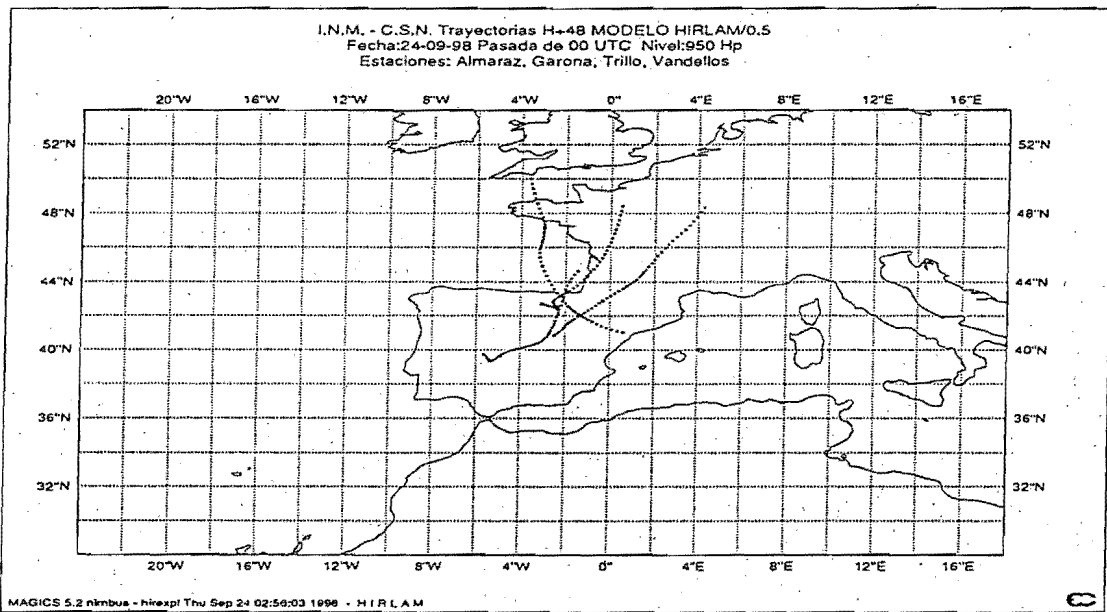 I.N.M. - C.S.N. Trayectorias H+48 MODELO HIRLAM/0.5
Fecha:24-09-98 Pasada de 00 UTC Nivel:950 Hp
Estaciones: Almaraz, Garona, Trillo, Vandellos
20°W 16°W 12°W 8°W 4°W 0°W 4°E 8°E 12°E 16°E
52°N 52°N
48°N 48°N
44°N 44°N
40°N 40°N
36°N 36°N
32°N 32°N
20°W 16°W 12°W 8°W 4°W 0°W 4°E 8°E 12°E 16°E
MAGICS 5.2 nimbus - hirexpl Thu Sep 24 02:56:03 1998 - HIRLAM